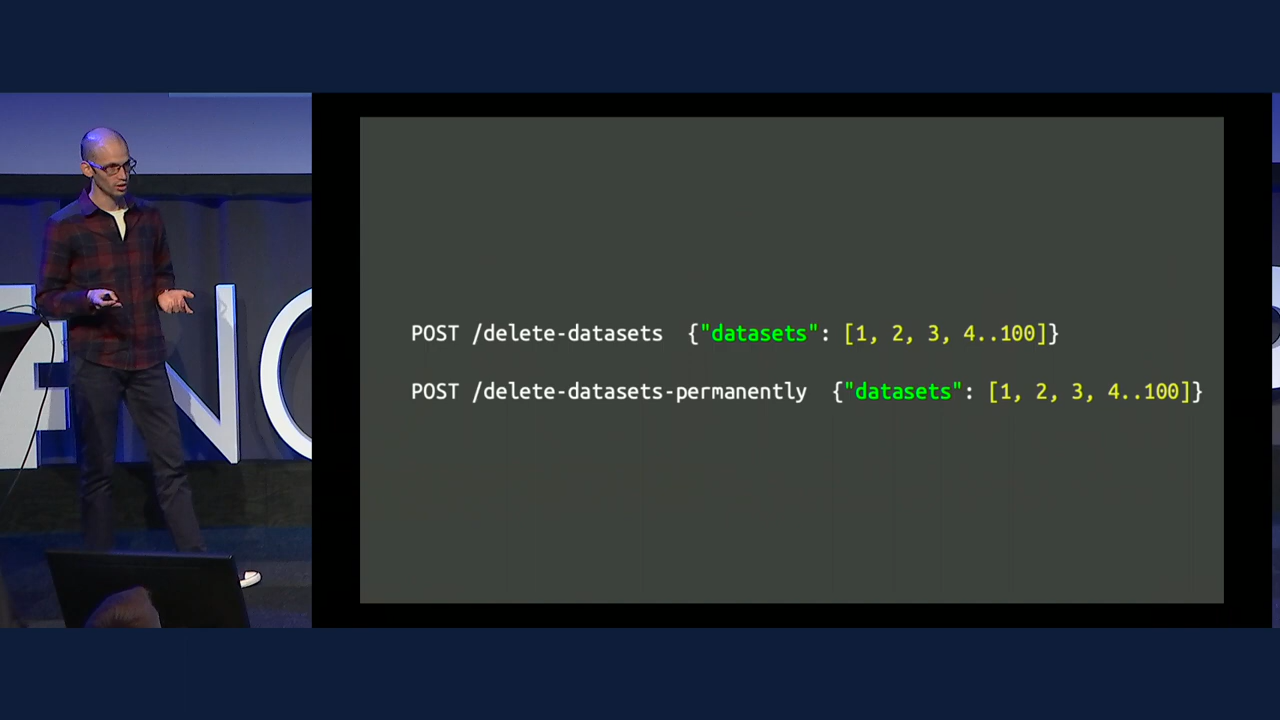 POST /delete-datasets {"datasets": [1, 2, 3, 4..100]}
POST /delete-datasets-permanently {"datasets": [1, 2, 3, 4..100]}